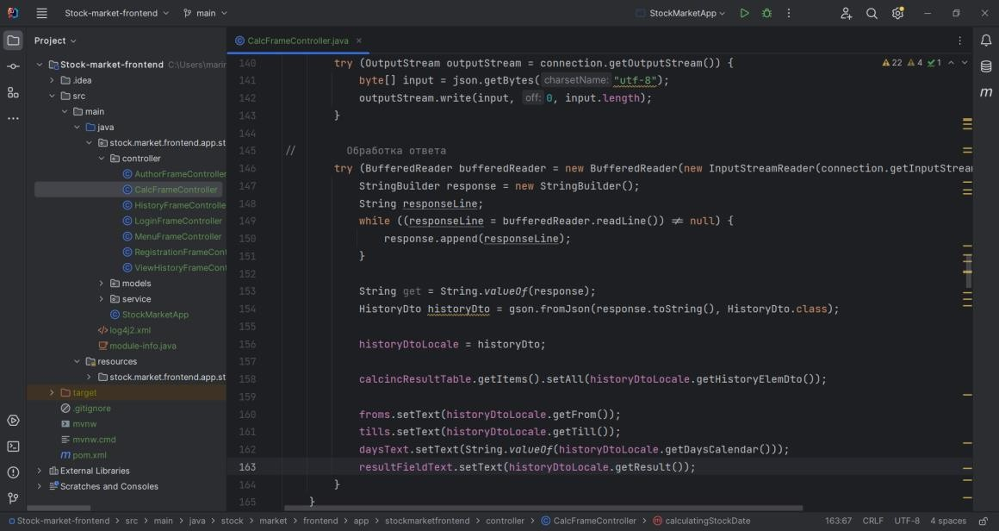 Stock-market-frontend
main
StockMarketApp
Project
CalcFrameController.java
Stock-market-frontend C:\Users\marin
.idea
src
main
java
stock.market.frontend.app.st
controller
AuthorFrameController
CalcFrameController
HistoryFrameControlle
LoginFrameController
MenuFrameController
RegistrationFrameCont
ViewHistoryFrameCont
models
service
StockMarketApp
log4j2.xml
module-info.java
resources
stock.market.frontend.app.st
target
.gitignore
mvnw
mvnw.cmd
pom.xml
External Libraries
Scratches and Consoles
22 4 1
140 try (OutputStream outputStream = connection.getOutputStream()) {
141 byte[] input = json.getBytes( charsetName: "utf-8");
142 outputStream.write(input, off: 0, input.length);
143 }
144
145 // Обработка ответа
146 try (BufferedReader bufferedReader = new BufferedReader(new InputStreamReader(connection.getInputStrea
147 StringBuilder response = new StringBuilder();
148 String responseLine;
149 while ((responseLine = bufferedReader.readLine()) != null) {
150 response.append(responseLine);
151 }
152
153 String get = String.valueOf(response);
154 HistoryDto historyDto = gson.fromJson(response.toString(), HistoryDto.class);
155
156 historyDtoLocale = historyDto;
157
158 calcincResultTable.getItems().setAll(historyDtoLocale.getHistoryElemDto());
159
160 froms.setText(historyDtoLocale.getFrom());
161 tills.setText(historyDtoLocale.getTill());
162 daysText.setText(String.valueOf(historyDtoLocale.getDaysCalendar()));
163 resultFieldText.setText(historyDtoLocale.getResult());
164 }
165 }
Stock-market-frontend > src > main > java > stock > market > frontend > app > stockmarketfrontend > controller > CalcFrameController > calculatingStockDate
163:67 CRLF UTF-8 4 spaces